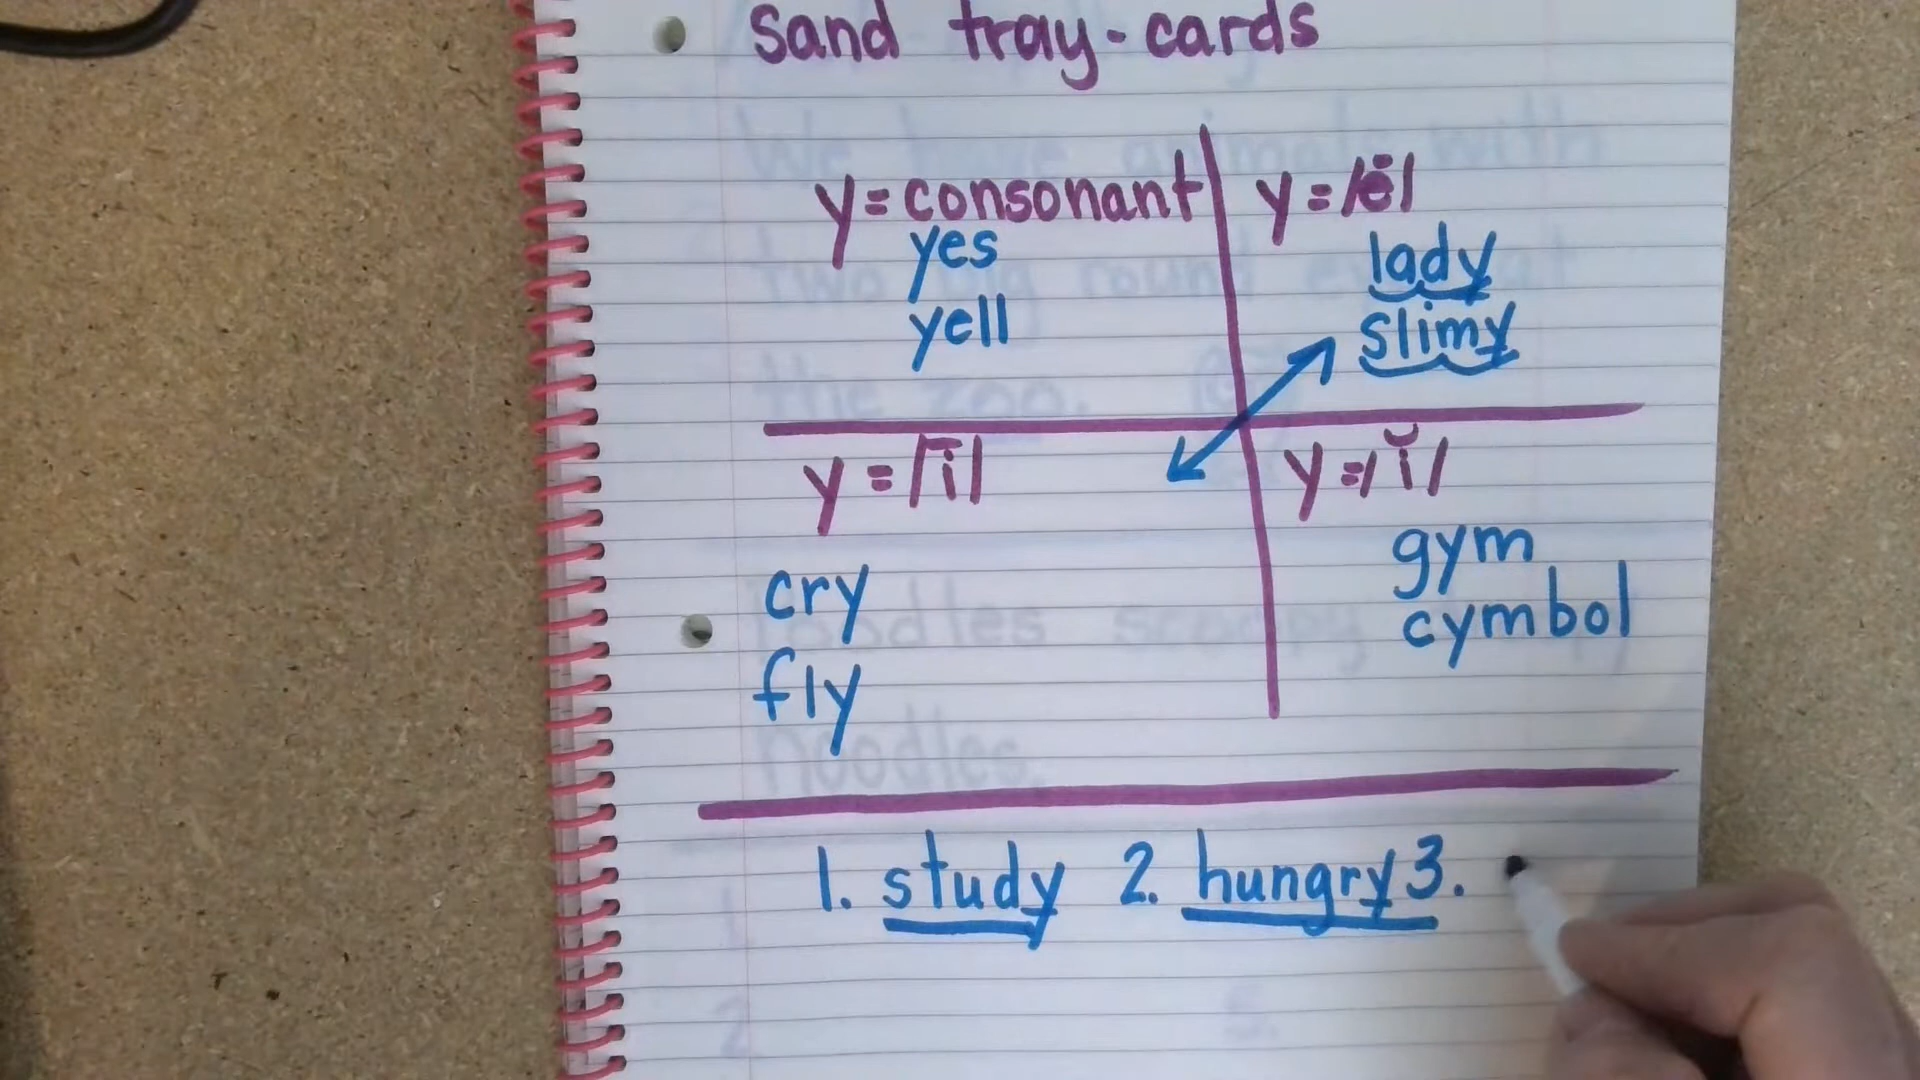 sand tray-cards
y=consonant
yes
yell
y=/ē/
lady
slimy
y=/ī/
cry
fly
y=/ĭ/
gym
cymbol
1. study 2. hungry 3.